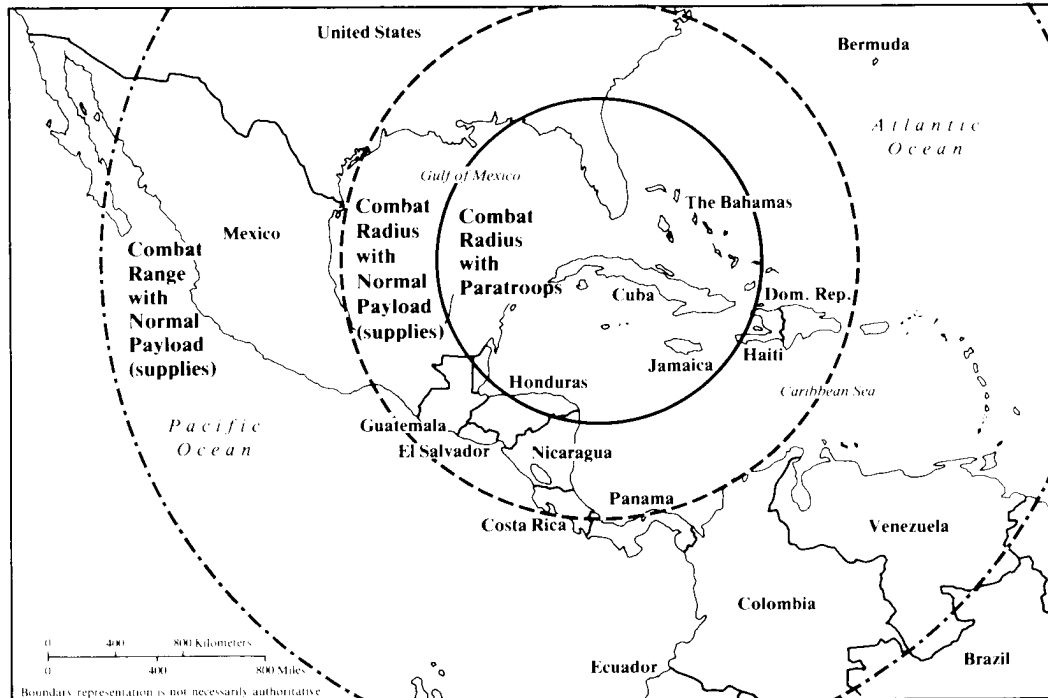 United States
Bermuda
Atlantic
Ocean
Gulf of Mexico
The Bahamas
Combat
Radius
with
Normal
Payload
(supplies)
Combat
Radius
with
Paratroops
Mexico
Combat
Range
with
Normal
Payload
(supplies)
Cuba
Dom. Rep.
Jamaica
Haiti
Honduras
Caribbean Sea
Guatemala
El Salvador
Nicaragua
Pacific
Ocean
Panama
Costa Rica
Venezuela
Colombia
Ecuador
Brazil
0 400 800 Kilometers
0 400 800 Miles
Boundary representation is not necessarily authoritative